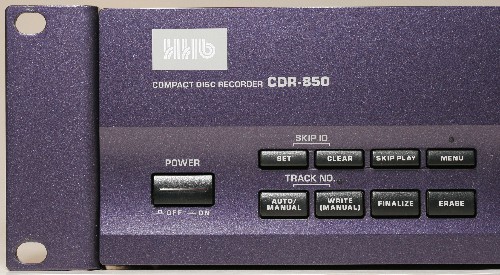 HHb
COMPACT DISC RECORDER CDR-850
SKIP ID
POWER
SET CLEAR SKIP PLAY MENU
TRACK NO.
AUTO/ MANUAL
WRITE (MANUAL)
FINALIZE ERASE
OFF — ON